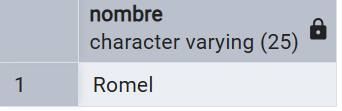 nombre
character varying (25)
1 Romel